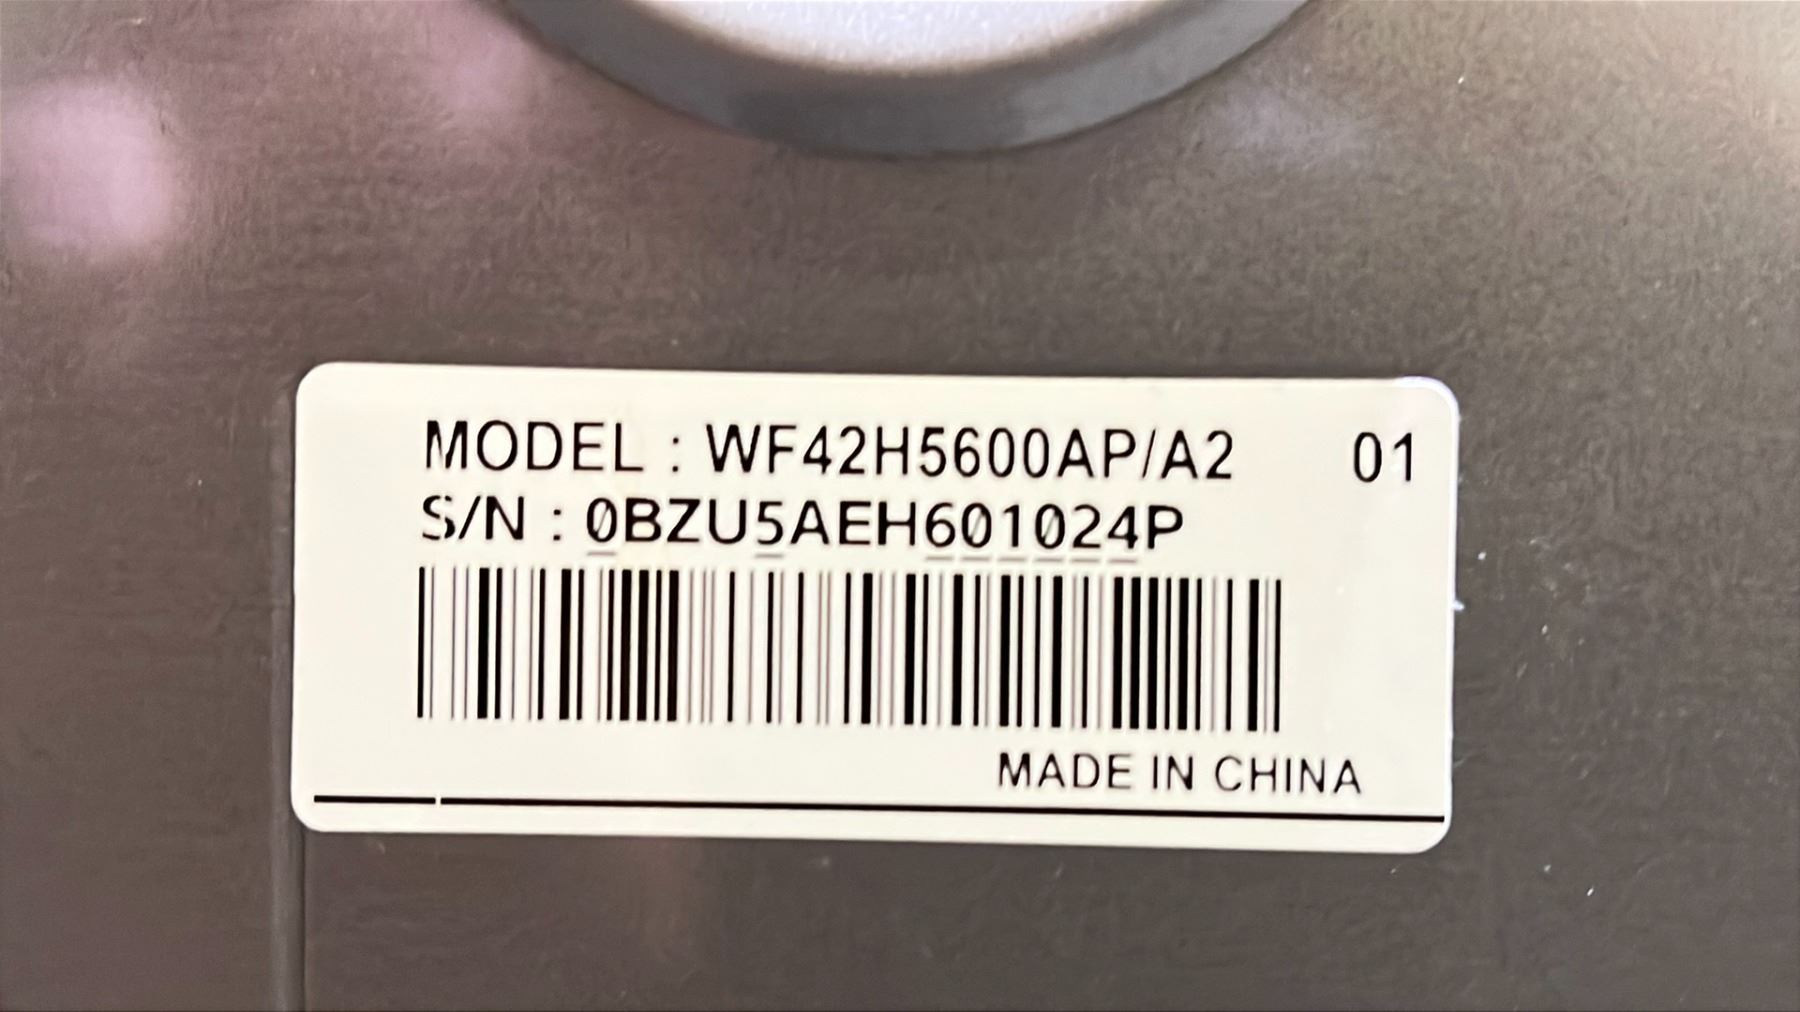 MODEL : WF42H5600AP/A2 01
S/N : 0BZU5AEH601024P
MADE IN CHINA